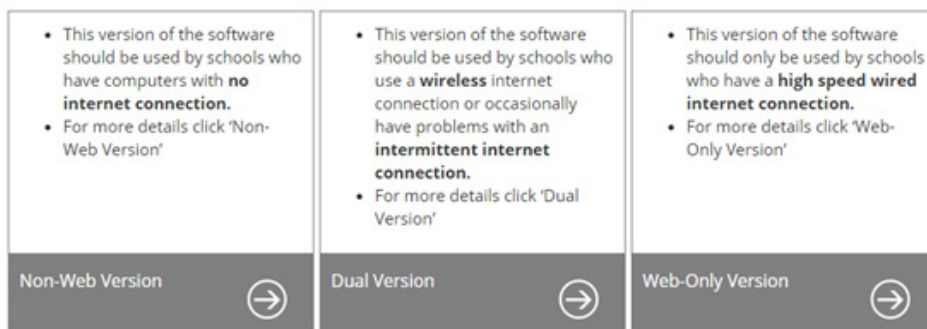 • This version of the software
should be used by schools who
have computers with no
internet connection.
• For more details click ‘Non-
Web Version’
Non-Web Version
• This version of the software
should be used by schools who
use a wireless internet
connection or occasionally
have problems with an
intermittent internet
connection.
• For more details click ‘Dual
Version’
Dual Version
• This version of the software
should only be used by schools
who have a high speed wired
internet connection.
• For more details click ‘Web-
Only Version’
Web-Only Version